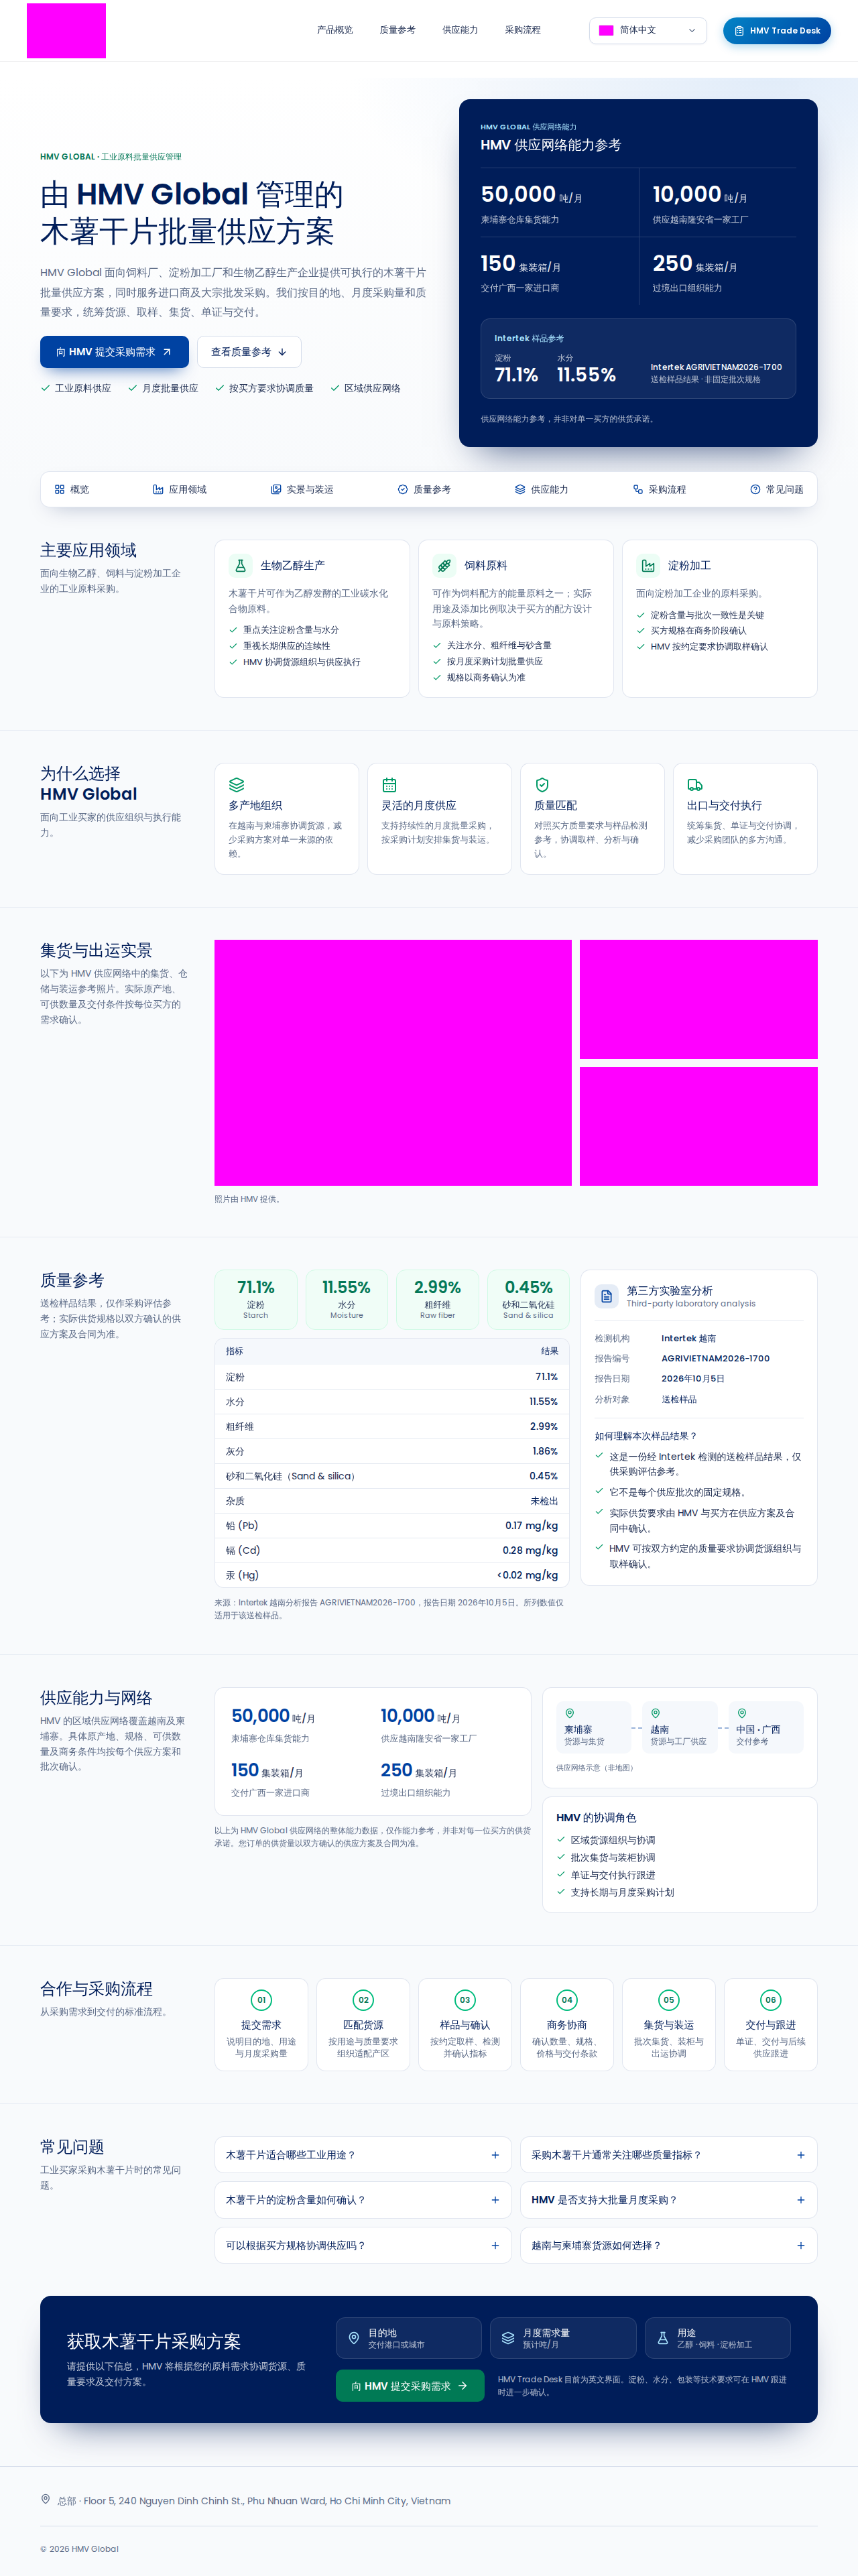 产品概览
质量参考
供应能力
采购流程
简体中文
HMV Trade Desk
HMV GLOBAL · 工业原料批量供应管理
由 HMV Global 管理的
木薯干片批量供应方案
HMV Global 面向饲料厂、淀粉加工厂和生物乙醇生产企业提供可执行的木薯干片
批量供应方案，同时服务进口商及大宗批发采购。我们按目的地、月度采购量和质
量要求，统筹货源、取样、集货、单证与交付。
向 HMV 提交采购需求
查看质量参考
工业原料供应
月度批量供应
按买方要求协调质量
区域供应网络
HMV GLOBAL 供应网络能力
HMV 供应网络能力参考
50,000 吨/月
柬埔寨仓库集货能力
10,000 吨/月
供应越南隆安省一家工厂
150 集装箱/月
交付广西一家进口商
250 集装箱/月
过境出口组织能力
Intertek 样品参考
淀粉
71.1%
水分
11.55%
Intertek AGRIVIETNAM2026-1700
送检样品结果 · 非固定批次规格
供应网络能力参考，并非对单一买方的供货承诺。
概览
应用领域
实景与装运
质量参考
供应能力
采购流程
常见问题
主要应用领域
面向生物乙醇、饲料与淀粉加工企
业的工业原料采购。
生物乙醇生产
木薯干片可作为乙醇发酵的工业碳水化
合物原料。
重点关注淀粉含量与水分
重视长期供应的连续性
HMV 协调货源组织与供应执行
饲料原料
可作为饲料配方的能量原料之一；实际
用途及添加比例取决于买方的配方设计
与原料策略。
关注水分、粗纤维与砂含量
按月度采购计划批量供应
规格以商务确认为准
淀粉加工
面向淀粉加工企业的原料采购。
淀粉含量与批次一致性是关键
买方规格在商务阶段确认
HMV 按约定要求协调取样确认
为什么选择
HMV Global
面向工业买家的供应组织与执行能
力。
多产地组织
在越南与柬埔寨协调货源，减
少采购方案对单一来源的依
赖。
灵活的月度供应
支持持续性的月度批量采购，
按采购计划安排集货与装运。
质量匹配
对照买方质量要求与样品检测
参考，协调取样、分析与确
认。
出口与交付执行
统筹集货、单证与交付协调，
减少采购团队的多方沟通。
集货与出运实景
以下为 HMV 供应网络中的集货、仓
储与装运参考照片。实际原产地、
可供数量及交付条件按每位买方的
需求确认。
照片由 HMV 提供。
质量参考
送检样品结果，仅作采购评估参
考；实际供货规格以双方确认的供
应方案及合同为准。
71.1%
淀粉
Starch
11.55%
水分
Moisture
2.99%
粗纤维
Raw fiber
0.45%
砂和二氧化硅
Sand & silica
指标 结果
淀粉 71.1%
水分 11.55%
粗纤维 2.99%
灰分 1.86%
砂和二氧化硅（Sand & silica） 0.45%
杂质 未检出
铅 (Pb) 0.17 mg/kg
镉 (Cd) 0.28 mg/kg
汞 (Hg) <0.02 mg/kg
来源：Intertek 越南分析报告 AGRIVIETNAM2026-1700，报告日期 2026年10月5日。所列数值仅
适用于该送检样品。
第三方实验室分析
Third-party laboratory analysis
检测机构 Intertek 越南
报告编号 AGRIVIETNAM2026-1700
报告日期 2026年10月5日
分析对象 送检样品
如何理解本次样品结果？
这是一份经 Intertek 检测的送检样品结果，仅
供采购评估参考。
它不是每个供应批次的固定规格。
实际供货要求由 HMV 与买方在供应方案及合
同中确认。
HMV 可按双方约定的质量要求协调货源组织与
取样确认。
供应能力与网络
HMV 的区域供应网络覆盖越南及柬
埔寨。具体原产地、规格、可供数
量及商务条件均按每个供应方案和
批次确认。
50,000 吨/月
柬埔寨仓库集货能力
10,000 吨/月
供应越南隆安省一家工厂
150 集装箱/月
交付广西一家进口商
250 集装箱/月
过境出口组织能力
以上为 HMV Global 供应网络的整体能力数据，仅作能力参考，并非对每一位买方的供货
承诺。您订单的供货量以双方确认的供应方案及合同为准。
柬埔寨
货源与集货
越南
货源与工厂供应
中国 · 广西
交付参考
供应网络示意（非地图）
HMV 的协调角色
区域货源组织与协调
批次集货与装柜协调
单证与交付执行跟进
支持长期与月度采购计划
合作与采购流程
从采购需求到交付的标准流程。
01
提交需求
说明目的地、用途
与月度采购量
02
匹配货源
按用途与质量要求
组织适配产区
03
样品与确认
按约定取样、检测
并确认指标
04
商务协商
确认数量、规格、
价格与交付条款
05
集货与装运
批次集货、装柜与
出运协调
06
交付与跟进
单证、交付与后续
供应跟进
常见问题
工业买家采购木薯干片时的常见问
题。
木薯干片适合哪些工业用途？
采购木薯干片通常关注哪些质量指标？
木薯干片的淀粉含量如何确认？
HMV 是否支持大批量月度采购？
可以根据买方规格协调供应吗？
越南与柬埔寨货源如何选择？
获取木薯干片采购方案
请提供以下信息，HMV 将根据您的原料需求协调货源、质
量要求及交付方案。
目的地
交付港口或城市
月度需求量
预计吨/月
用途
乙醇 · 饲料 · 淀粉加工
向 HMV 提交采购需求
HMV Trade Desk 目前为英文界面。淀粉、水分、包装等技术要求可在 HMV 跟进
时进一步确认。
总部 · Floor 5, 240 Nguyen Dinh Chinh St., Phu Nhuan Ward, Ho Chi Minh City, Vietnam
© 2026 HMV Global